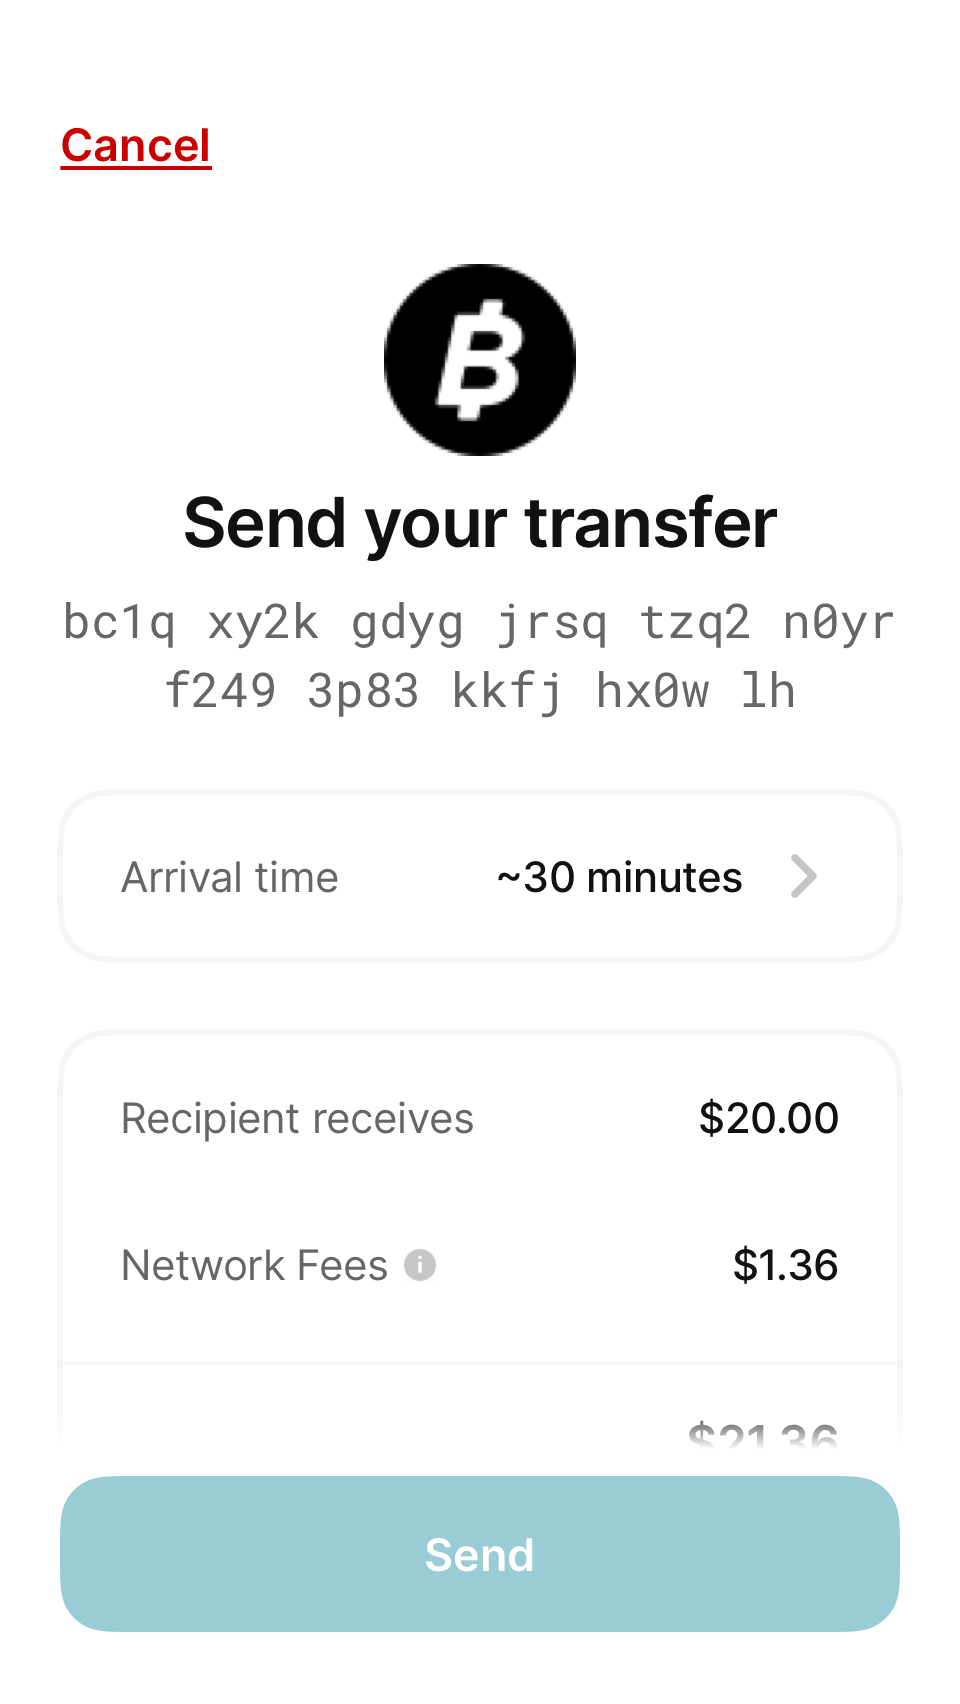 Cancel
Send your transfer
bc1q xy2k gdyg jrsq tzq2 n0yr
f249 3p83 kkfj hx0w lh
Arrival time ~30 minutes
Recipient receives $20.00
Network Fees $1.36
$21.36
Send